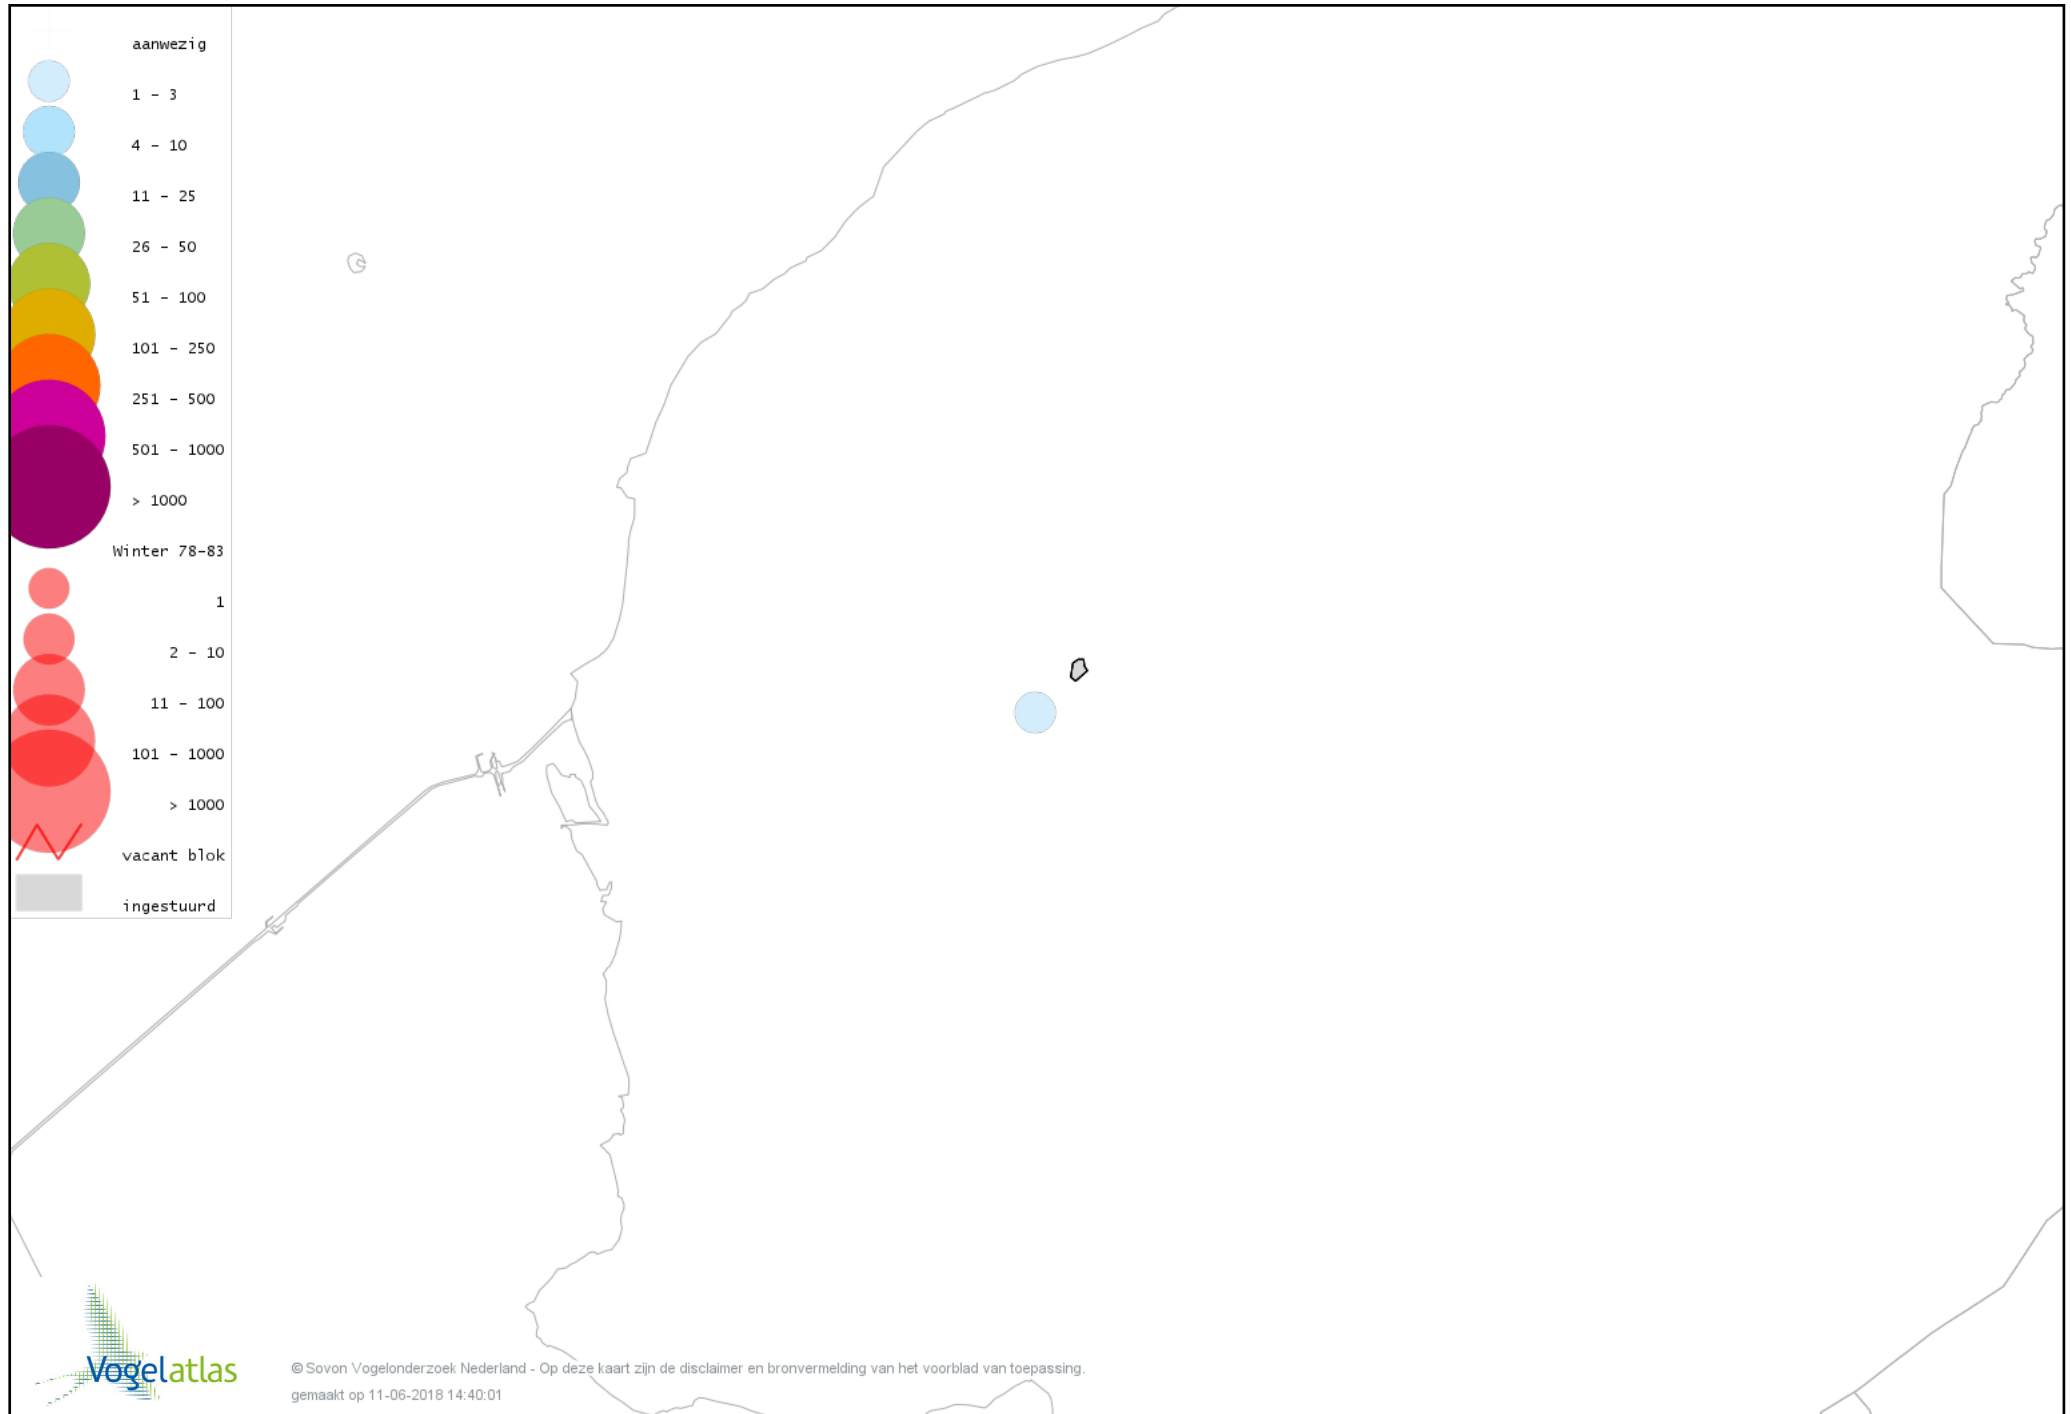 aanwezig
1 - 3
4 - 10
11 - 25
26 - 50
51 - 100
101 - 250
251 - 500
501 - 1000
> 1000
Winter 78-83
1
2 - 10
11 - 100
101 - 1000
> 1000
vacant blok
ingestuurd
Vogelatlas
© Sovon Vogelonderzoek Nederland - Op deze kaart zijn de disclaimer en bronvermelding van het voorblad van toepassing.
gemaakt op 11-06-2018 14:40:01